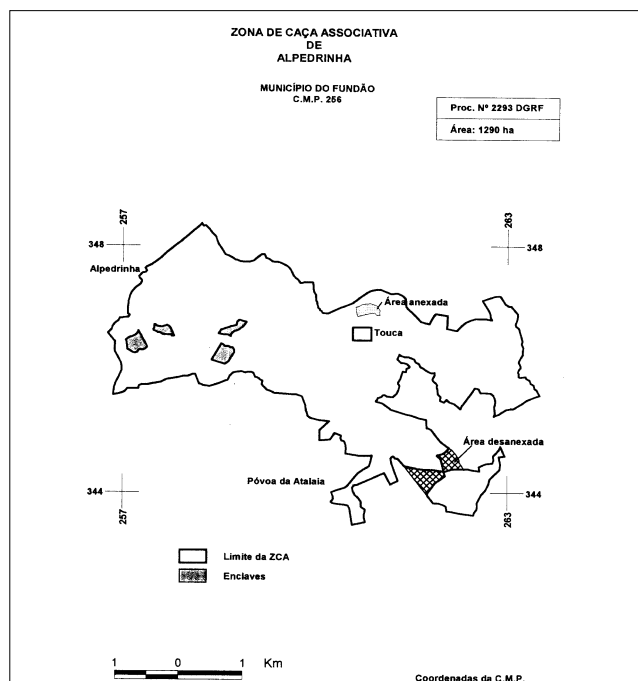 ZONA DE CAÇA ASSOCIATIVA
DE
ALPEDRINHA
MUNICÍPIO DO FUNDÃO
C.M.P. 256
Proc. Nº 2293 DGRF
Área: 1290 ha
257
263
348
348
Alpedrinha
Área anexada
Touca
Área desanexada
Póvoa da Atalaia
344
344
257
263
Limite da ZCA
Enclaves
1 0 1 Km
Coordenadas da C.M.P.